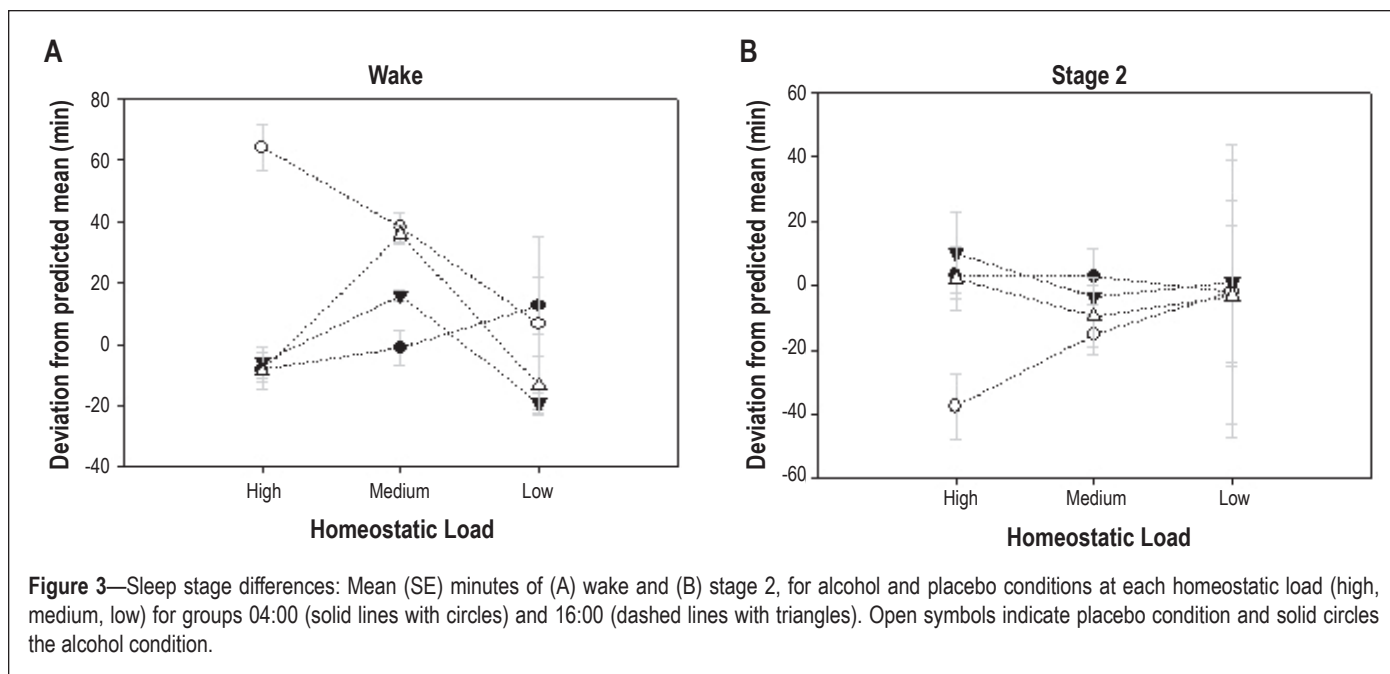 A
Wake
Deviation from predicted mean (min)
80
60
40
20
0
-20
-40
High Medium Low
Homeostatic Load
B
Stage 2
Deviation from predicted mean (min)
60
40
20
0
-20
-40
-60
High Medium Low
Homeostatic Load
Figure 3—Sleep stage differences: Mean (SE) minutes of (A) wake and (B) stage 2, for alcohol and placebo conditions at each homeostatic load (high,
medium, low) for groups 04:00 (solid lines with circles) and 16:00 (dashed lines with triangles). Open symbols indicate placebo condition and solid circles
the alcohol condition.